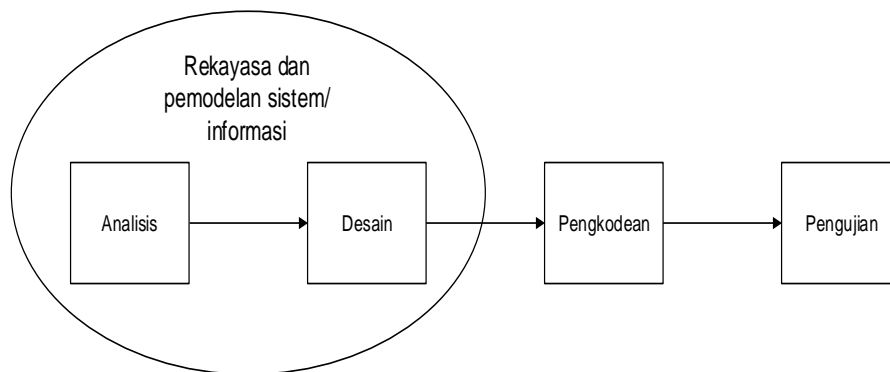 Rekayasa dan
pemodelan sistem/
informasi
Analisis
Desain
Pengkodean
Pengujian